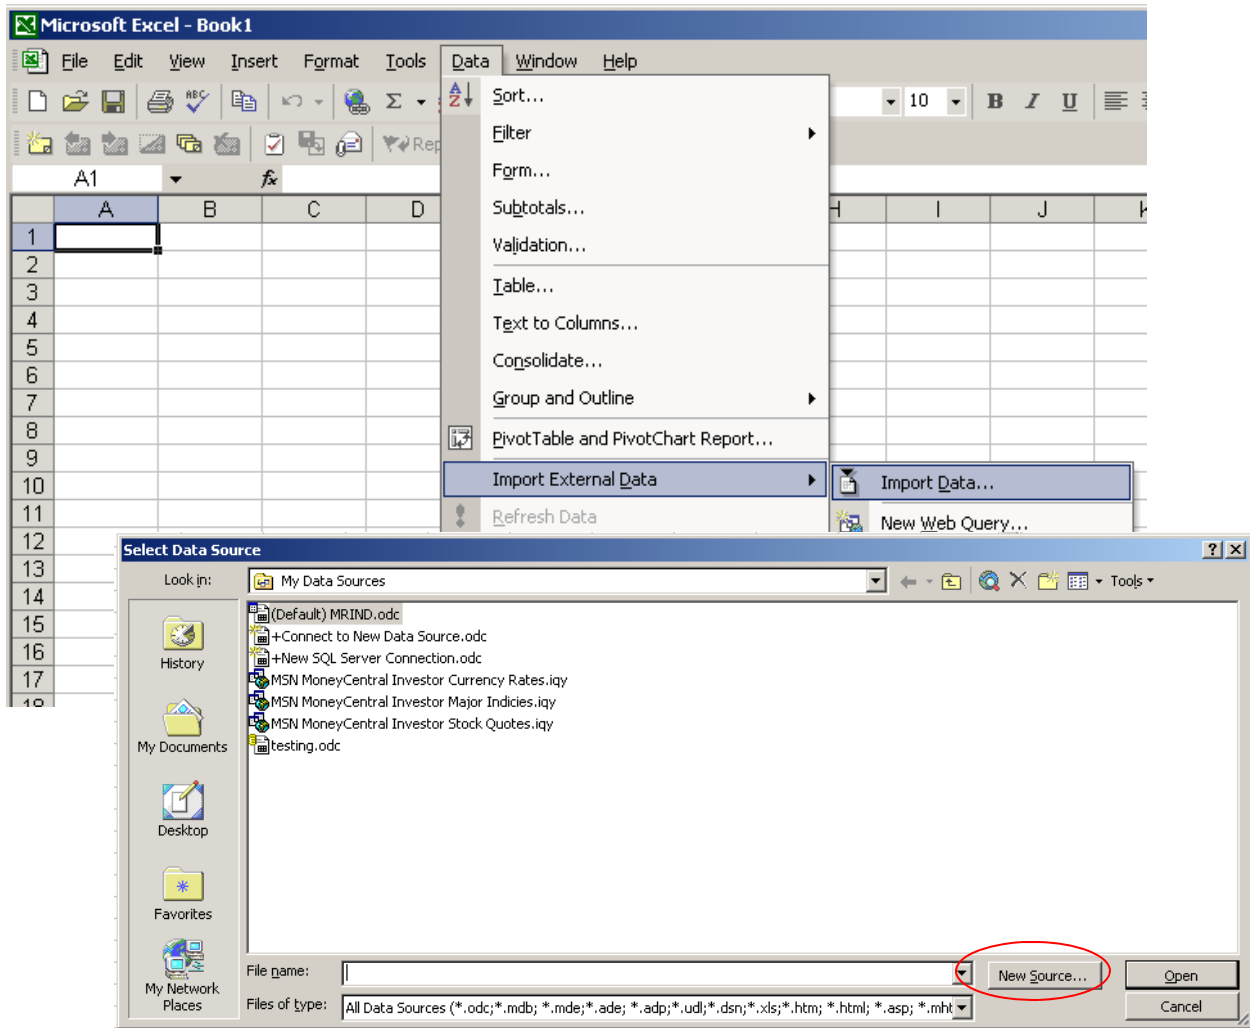 Microsoft Excel - Book1
File Edit View Insert Format Tools Data Window Help
Sort...
10 B I U
Filter
Rep
Form...
A1 fx
Subtotals...
A B C D H I J K
Validation...
1
2
Table...
3
Text to Columns...
4
5
Consolidate...
6
Group and Outline
7
8
PivotTable and PivotChart Report...
9
Import External Data
Import Data...
10
Refresh Data
New Web Query...
11
12
13
14
15
16
17
18
Select Data Source
Look in: My Data Sources Tools
(Default) MRIND.odc
+Connect to New Data Source.odc
+New SQL Server Connection.odc
MSN MoneyCentral Investor Currency Rates.iqy
MSN MoneyCentral Investor Major Indicies.iqy
MSN MoneyCentral Investor Stock Quotes.iqy
testing.odc
History
My Documents
Desktop
Favorites
My Network
Places
File name:
New Source...
Open
Files of type: All Data Sources (*.odc;*.mdb; *.mde;*.ade; *.adp;*.udl;*.dsn;*.xls;*.htm; *.html; *.asp; *.mht
Cancel